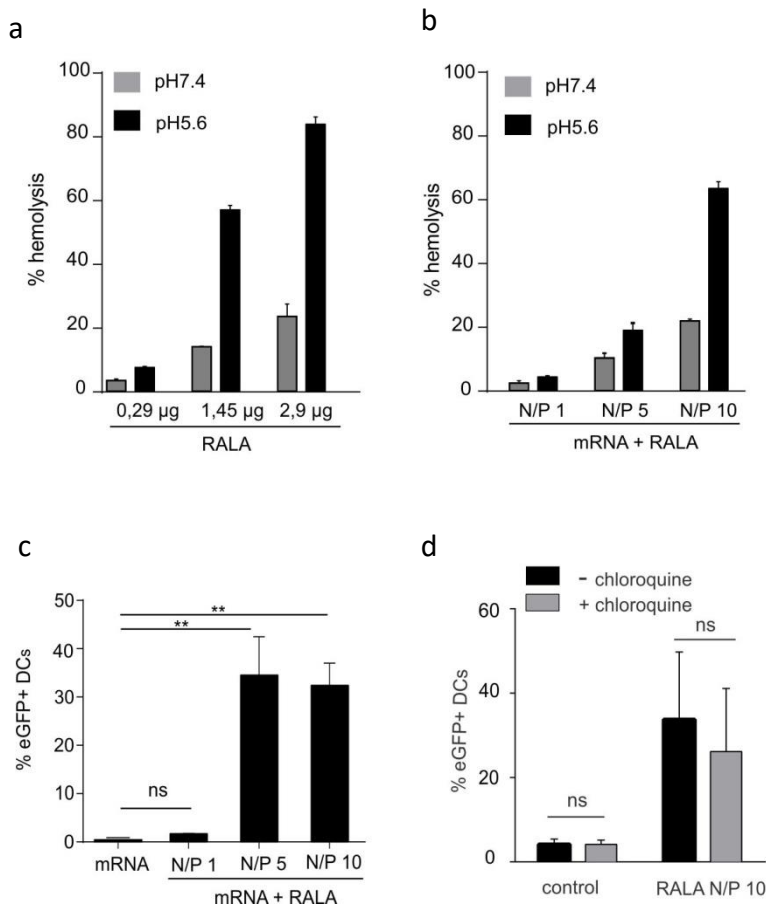 a
100
80
60
40
20
0
% hemolysis
pH7.4
pH5.6
0,29 µg 1,45 µg 2,9 µg
RALA
b
100
80
60
40
20
0
% hemolysis
pH7.4
pH5.6
N/P 1 N/P 5 N/P 10
mRNA + RALA
c
50
40
30
20
10
0
% eGFP+ DCs
**
**
ns
mRNA N/P 1 N/P 5 N/P 10
mRNA + RALA
d
- chloroquine
+ chloroquine
60
40
20
0
% eGFP+ DCs
ns
ns
control RALA N/P 10